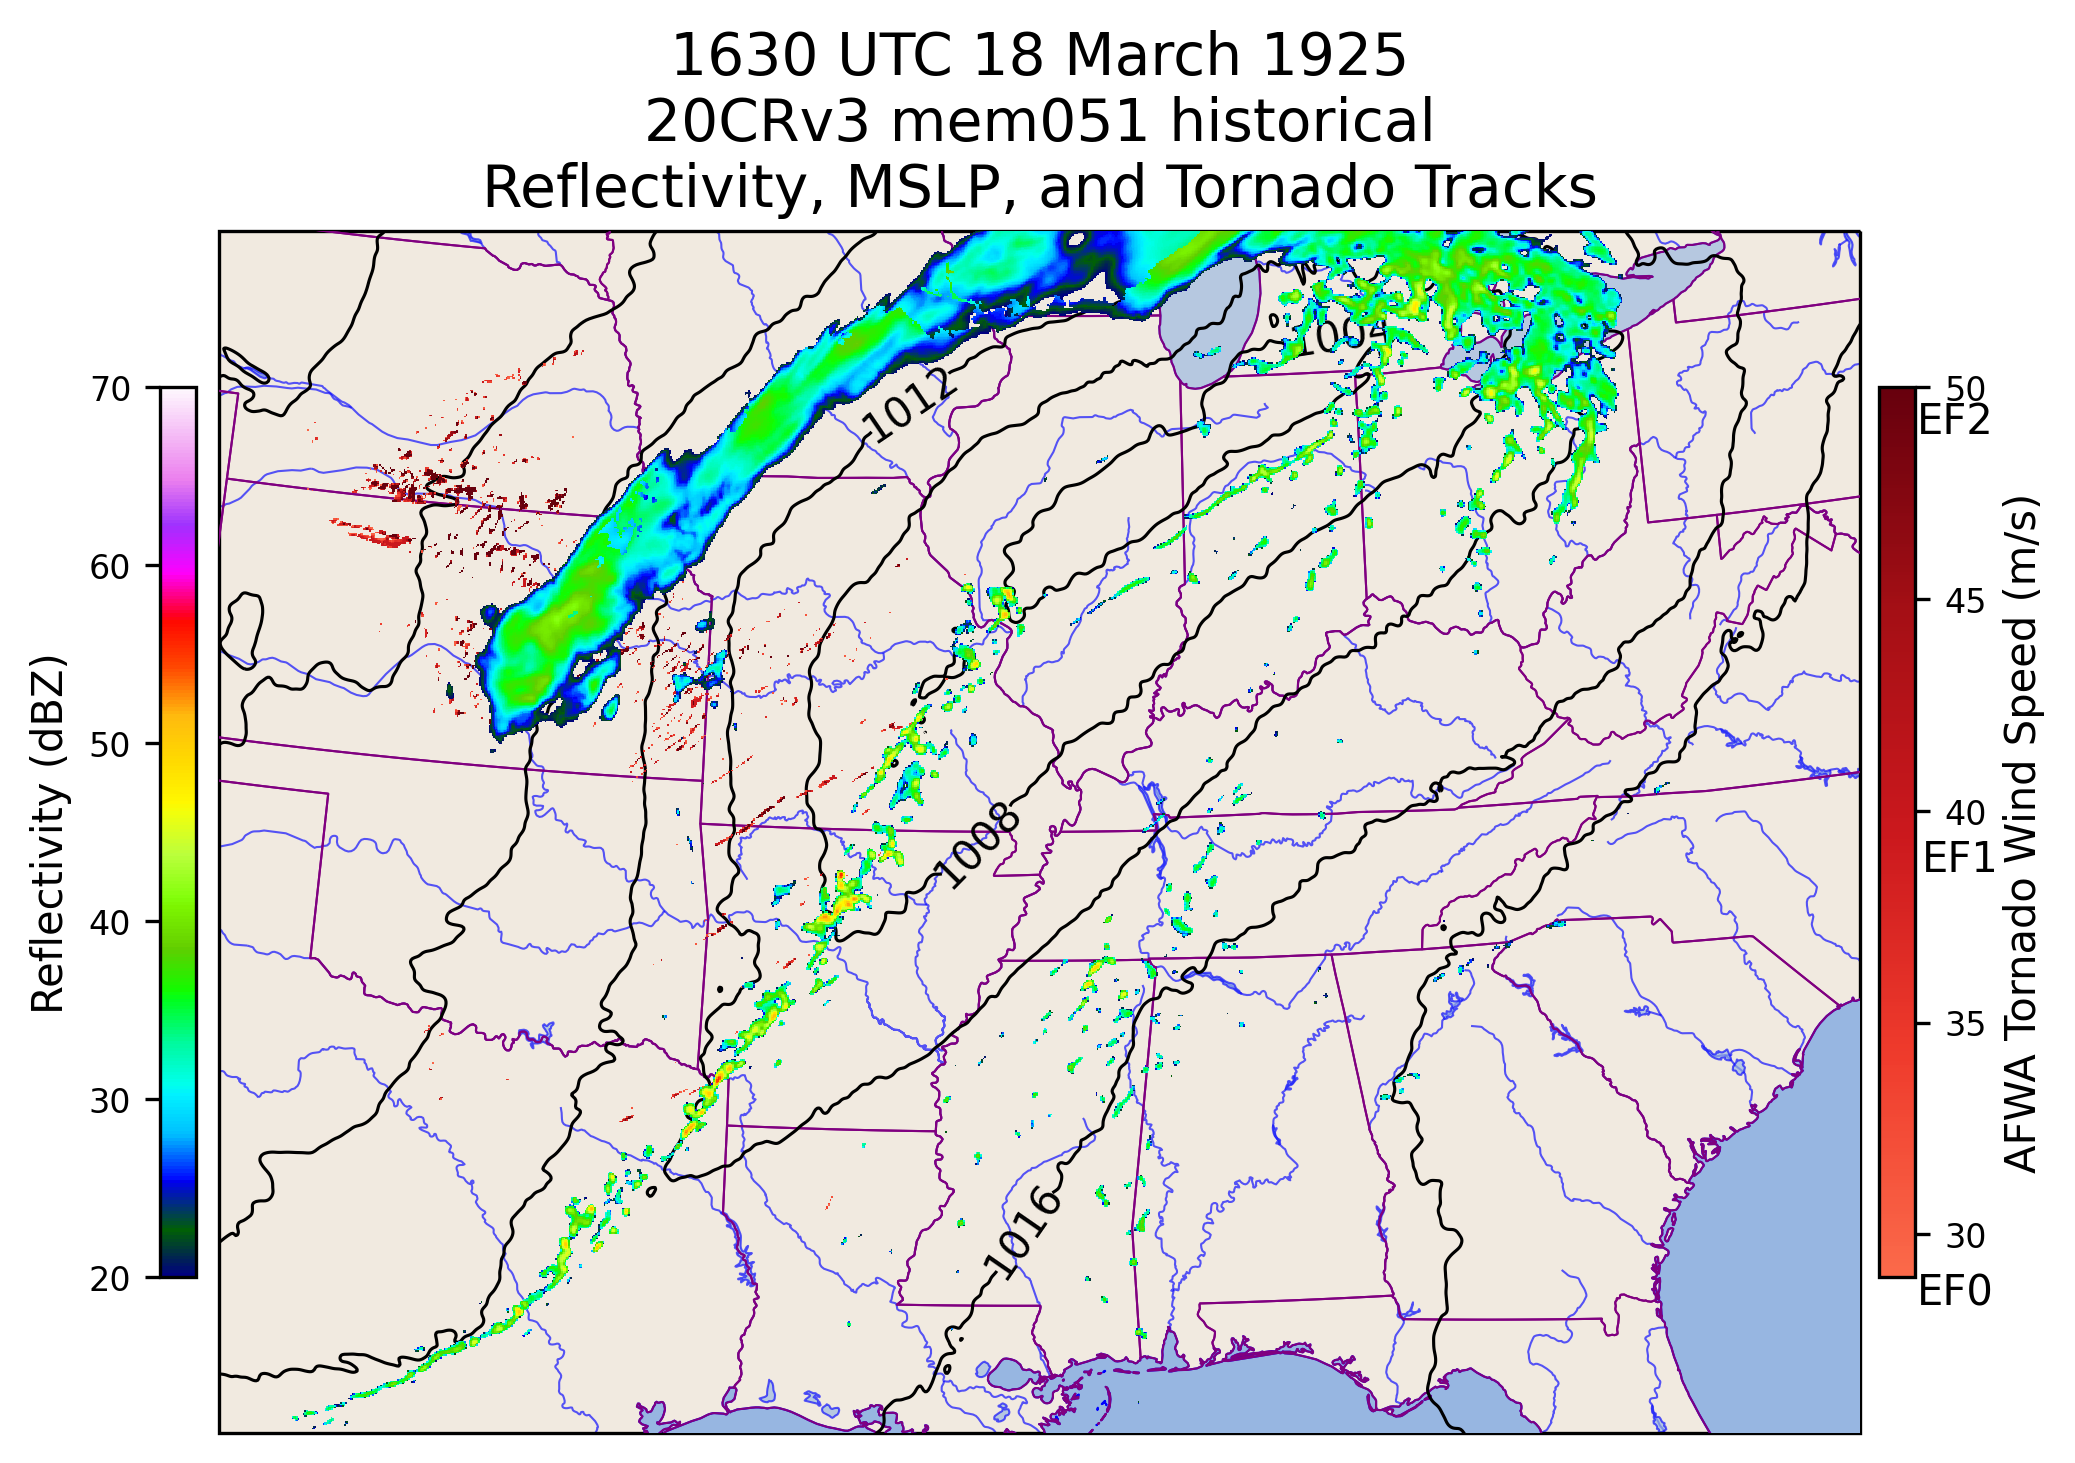 1630 UTC 18 March 1925
20CRv3 mem051 historical
Reflectivity, MSLP, and Tornado Tracks
1004
1012
1008
1016
Reflectivity (dBZ)
70
60
50
40
30
20
50
EF2
45
40
EF1
35
30
EF0
AFWA Tornado Wind Speed (m/s)